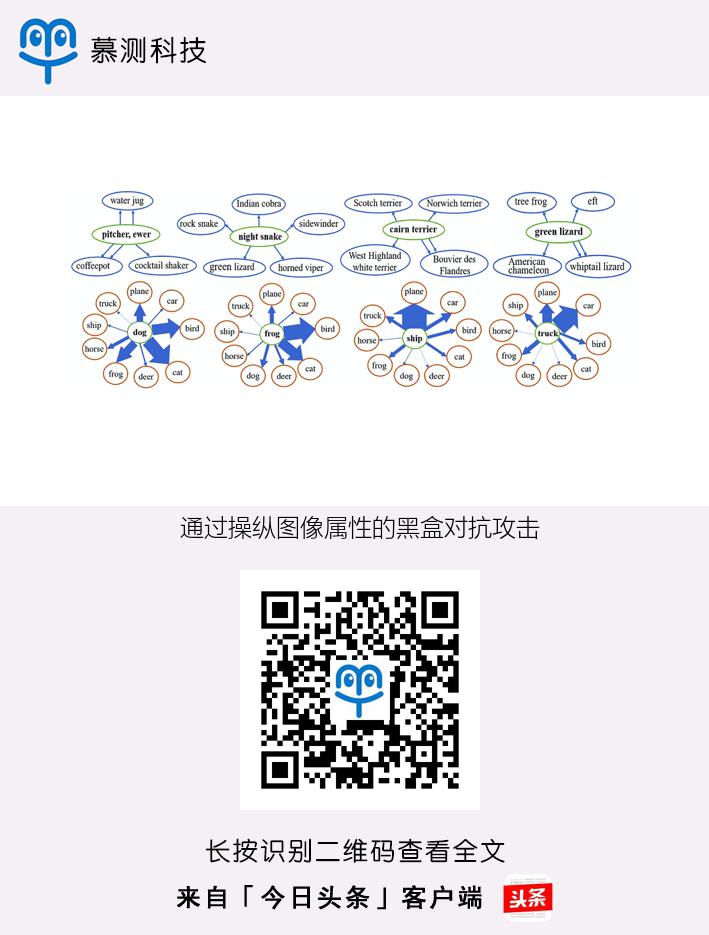 慕测科技
water jug
pitcher, ewer
coffeepot
cocktail shaker
Indian cobra
rock snake
sidewinder
night snake
green lizard
horned viper
Scotch terrier
Norwich terrier
cairn terrier
West Highland
white terrier
Bouvier des
Flandres
tree frog
eft
green lizard
American
chameleon
whiptail lizard
plane
truck
car
ship
dog
bird
horse
frog
deer
cat
plane
truck
car
ship
frog
bird
horse
dog
deer
cat
plane
car
truck
horse
ship
bird
frog
cat
dog
deer
plane
ship
car
horse
truck
bird
frog
cat
dog
deer
通过操纵图像属性的黑盒对抗攻击
长按识别二维码查看全文
来自「今日头条」客户端
头条